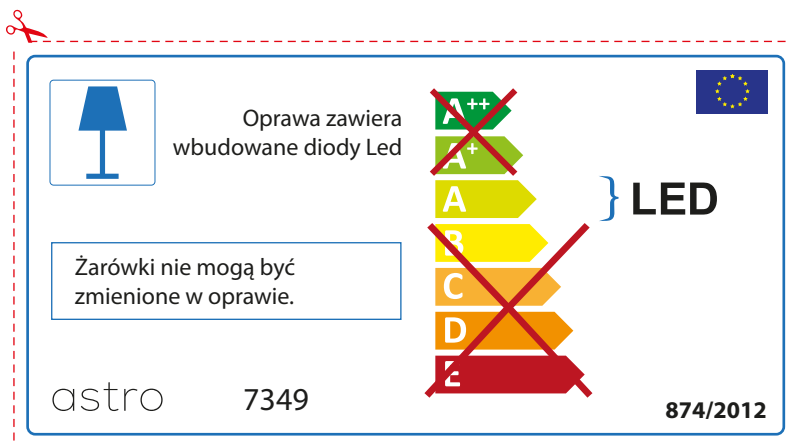 Oprawa zawiera
wbudowane diody Led
A++
A+
A
B
C
D
E
LED
Żarówki nie mogą być
zmienione w oprawie.
astro 7349
874/2012